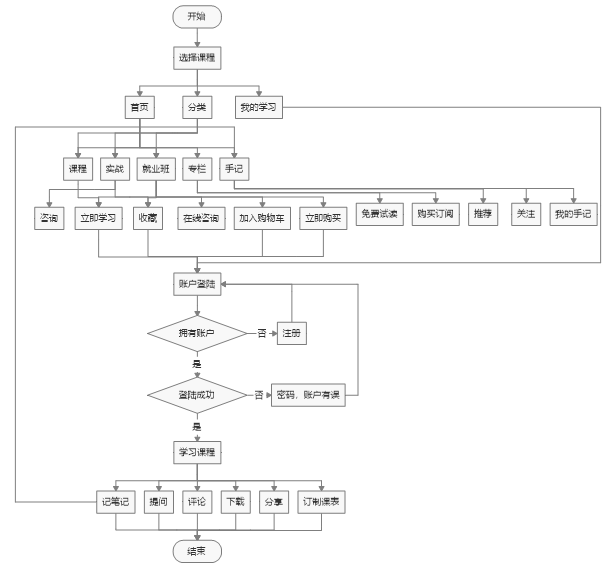 开始
选择课程
首页
分类
我的学习
课程
实战
就业班
专栏
手记
咨询
立即学习
收藏
在线咨询
加入购物车
立即购买
免费试读
购买订阅
推荐
关注
我的手记
账户登陆
拥有账户
否
注册
是
登陆成功
否
密码，账户有误
是
学习课程
记笔记
提问
评论
下载
分享
订制课表
结束